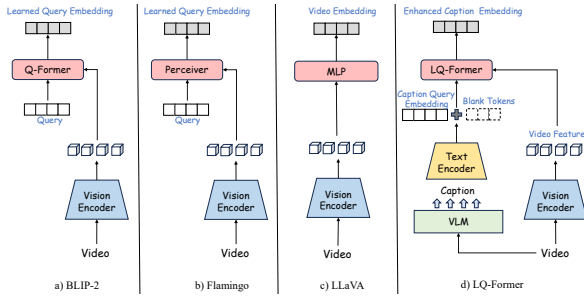 Learned Query Embedding
Q-Former
Query
Vision
Encoder
Video
a) BLIP-2
Learned Query Embedding
Perceiver
Query
Vision
Encoder
Video
b) Flamingo
Video Embedding
MLP
Vision
Encoder
Video
c) LLaVA
Enhanced Caption Embedding
LQ-Former
Caption Query
Embedding
Blank Tokens
Video Feature
Text
Encoder
Caption
VLM
Vision
Encoder
Video
d) LQ-Former